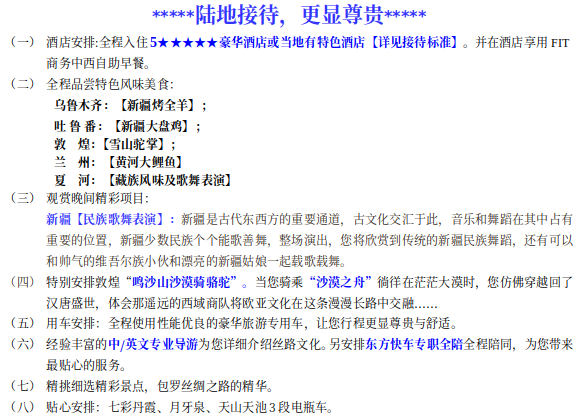 *****陆地接待，更显尊贵*****
（一） 酒店安排:全程入住 5★★★★★豪华酒店或当地有特色酒店【详见接待标准】。并在酒店享用 FIT
商务中西自助早餐。
（二） 全程品尝特色风味美食：
乌鲁木齐：【新疆烤全羊】；
吐 鲁 番：【新疆大盘鸡】；
敦　煌：【雪山驼掌】；
兰　州：【黄河大鲤鱼】
夏　河：【藏族风味及歌舞表演】
（三） 观赏晚间精彩项目：
新疆【民族歌舞表演】：新疆是古代东西方的重要通道，古文化交汇于此，音乐和舞蹈在其中占有
重要的位置，新疆少数民族个个能歌善舞，整场演出，您将欣赏到传统的新疆民族舞蹈，还有可以
和帅气的维吾尔族小伙和漂亮的新疆姑娘一起载歌载舞。
（四） 特别安排敦煌“鸣沙山沙漠骑骆驼”。当您骑乘“沙漠之舟”徜徉在茫茫大漠时，您仿佛穿越回了
汉唐盛世，体会那遥远的西域商队将欧亚文化在这条漫漫长路中交融......
（五） 用车安排：全程使用性能优良的豪华旅游专用车，让您行程更显尊贵与舒适。
（六） 经验丰富的中/英文专业导游为您详细介绍丝路文化。另安排东方快车专职全陪全程陪同，为您带来
最贴心的服务。
（七） 精挑细选精彩景点，包罗丝绸之路的精华。
（八） 贴心安排：七彩丹霞、月牙泉、天山天池 3 段电瓶车。